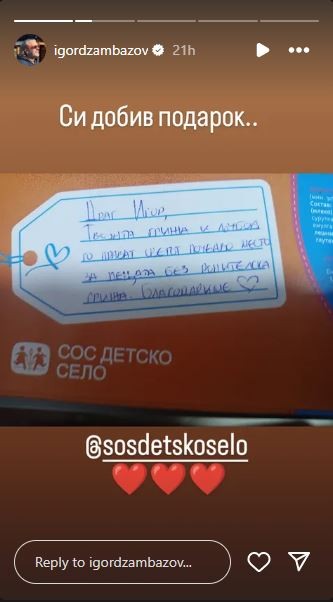 igordzambazov 21h
Си добив подарок..
Драг Игор,
Твојата грижа и љубов
го прават светот подобро место
за децата без родителска
грижа. Благодариме
СОС ДЕТСКО
СЕЛО
@sosdetskoselo
Reply to igordzambazov...